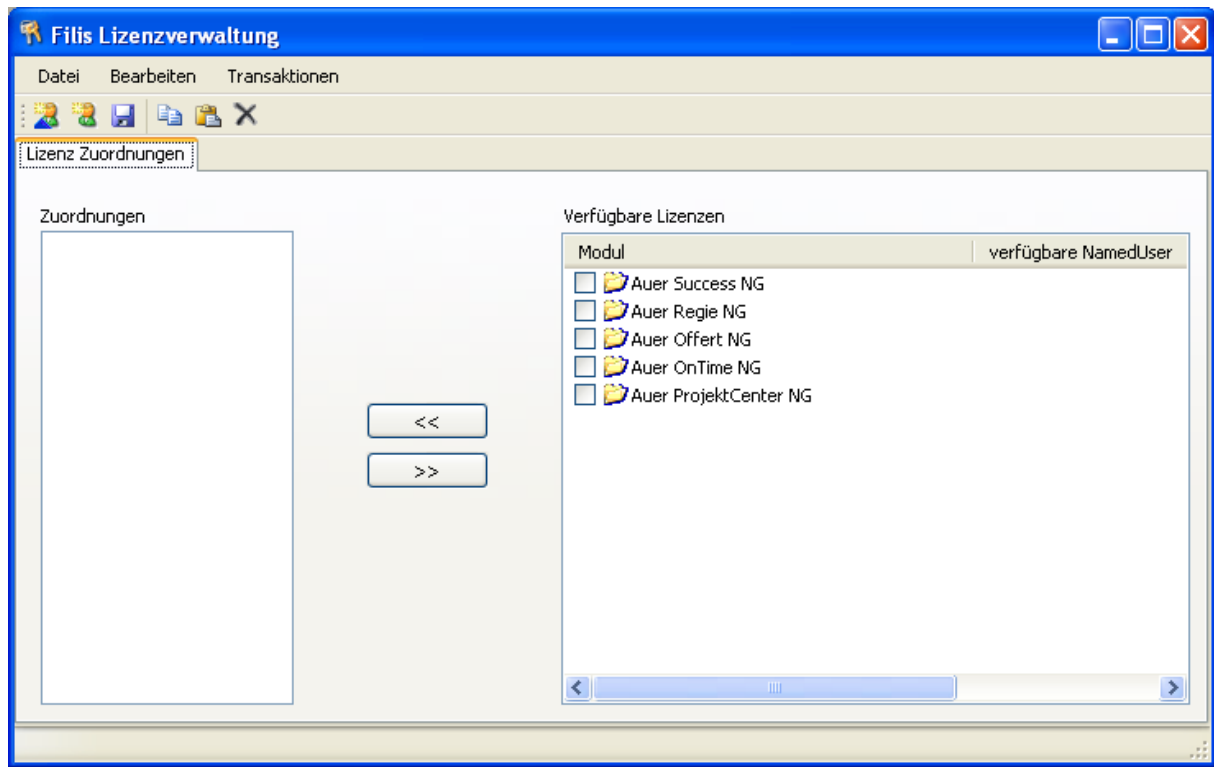 Filis Lizenzverwaltung
Datei Bearbeiten Transaktionen
Lizenz Zuordnungen
Zuordnungen
Verfügbare Lizenzen
Modul verfügbare NamedUser
Auer Success NG
Auer Regie NG
Auer Offert NG
Auer OnTime NG
Auer ProjektCenter NG
<<
>>